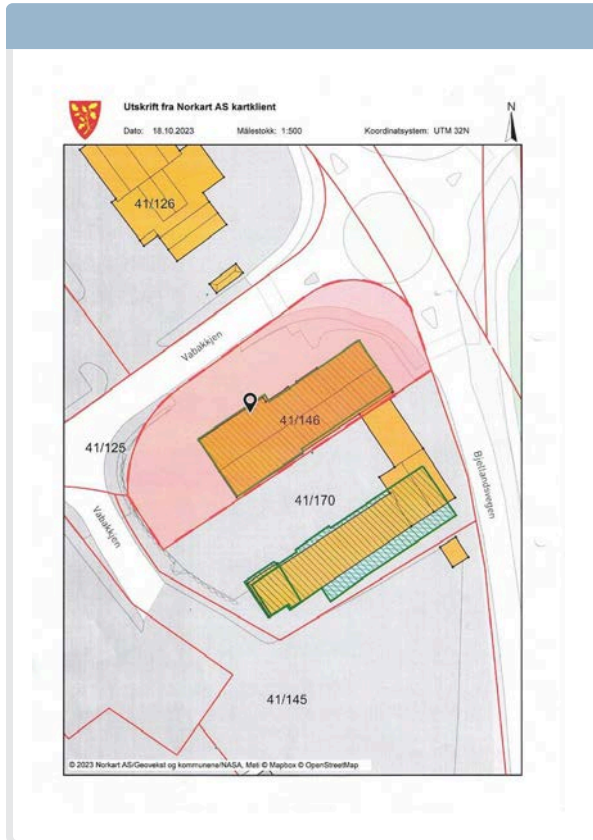 Utskrift fra Norkart AS kartklient
Dato: 18.10.2023 Målestokk: 1:500 Koordinatsystem: UTM 32N
N
41/126
Vabakkjen
41/146
41/125
41/170
Bjellandsvegen
Vabakkjen
41/145
© 2023 Norkart AS/Geovekst og kommunene/NASA, Meti © Mapbox © OpenStreetMap